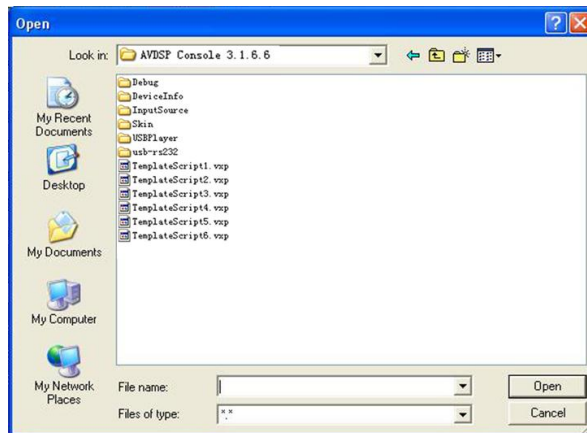 Open
Look in:
AVDSP Console 3.1.6.6
My Recent
Documents
Desktop
My Documents
My Computer
My Network
Places
Debug
DeviceInfo
InputSource
Skin
USBPlayer
usb-rs232
TemplateScript1.vxp
TemplateScript2.vxp
TemplateScript3.vxp
TemplateScript4.vxp
TemplateScript5.vxp
TemplateScript6.vxp
File name:
Open
Files of type:
*.*
Cancel